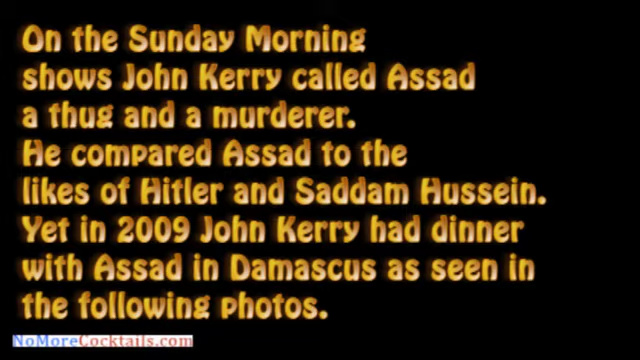 On the Sunday Morning
shows John Kerry called Assad
a thug and a murderer.
He compared Assad to the
likes of Hitler and Saddam Hussein.
Yet in 2009 John Kerry had dinner
with Assad in Damascus as seen in
the following photos.
NoMoreCocktails.com